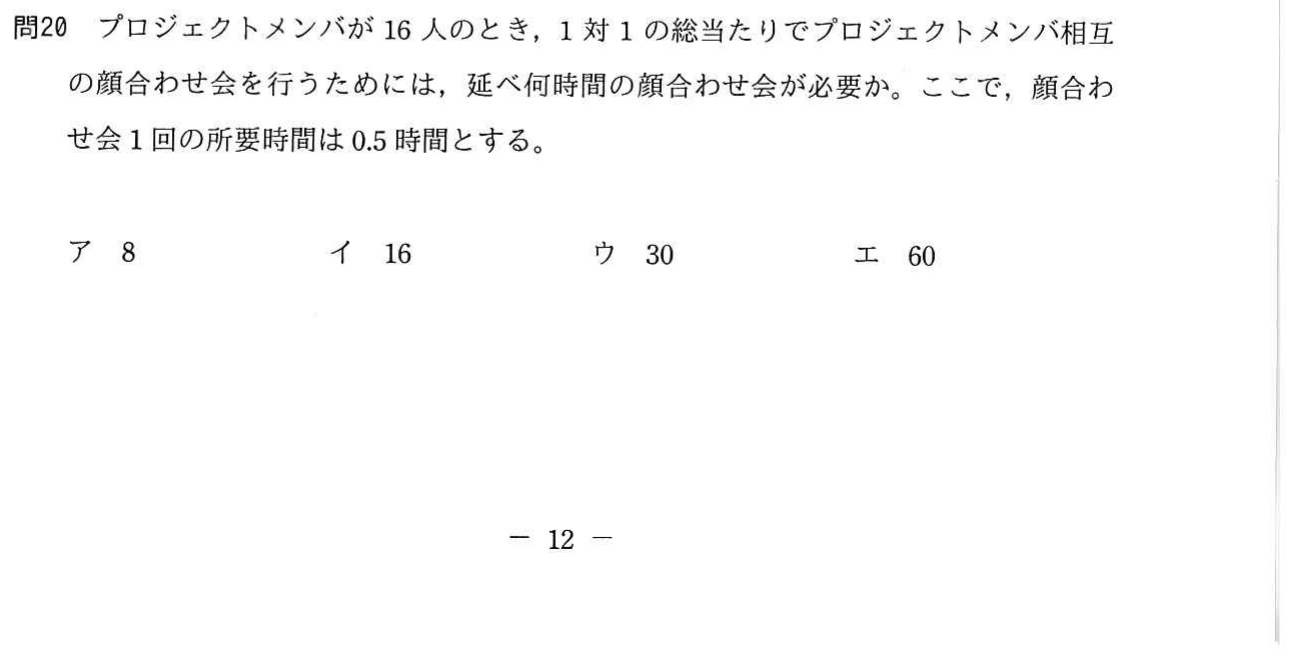 問20　プロジェクトメンバが 16 人のとき，1 対 1 の総当たりでプロジェクトメンバ相互
の顔合わせ会を行うためには，延べ何時間の顔合わせ会が必要か。ここで，顔合わ
せ会 1 回の所要時間は 0.5 時間とする。
ア　8　イ　16　ウ　30　エ　60
－ 12 －